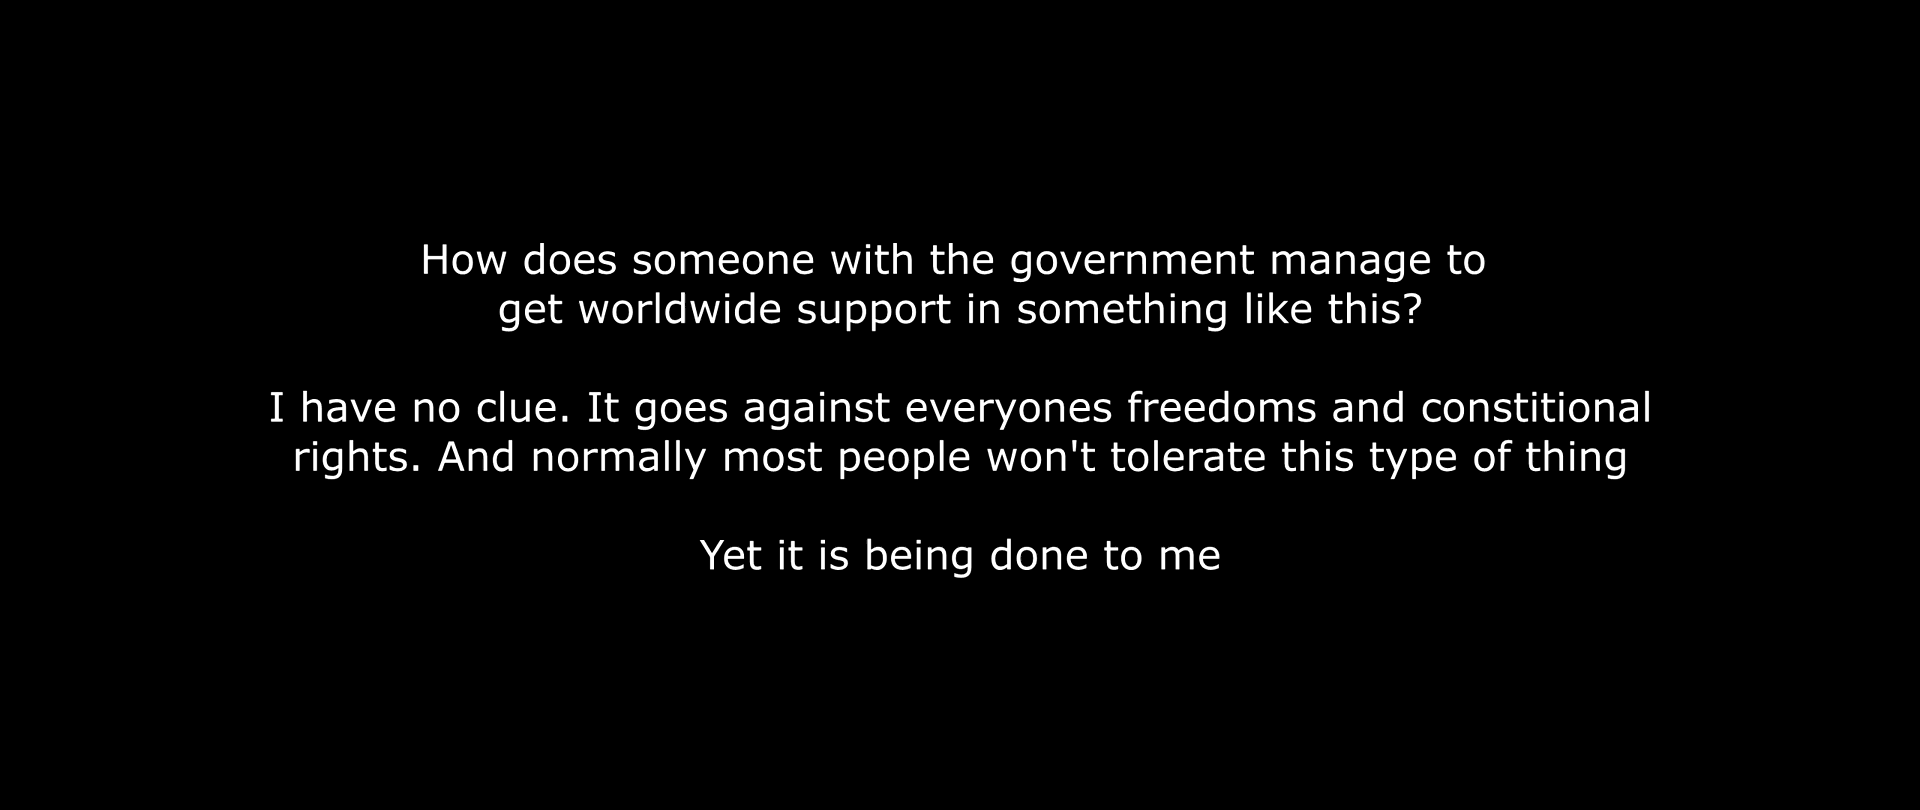 How does someone with the government manage to
get worldwide support in something like this?
I have no clue. It goes against everyones freedoms and constitional
rights. And normally most people won't tolerate this type of thing
Yet it is being done to me